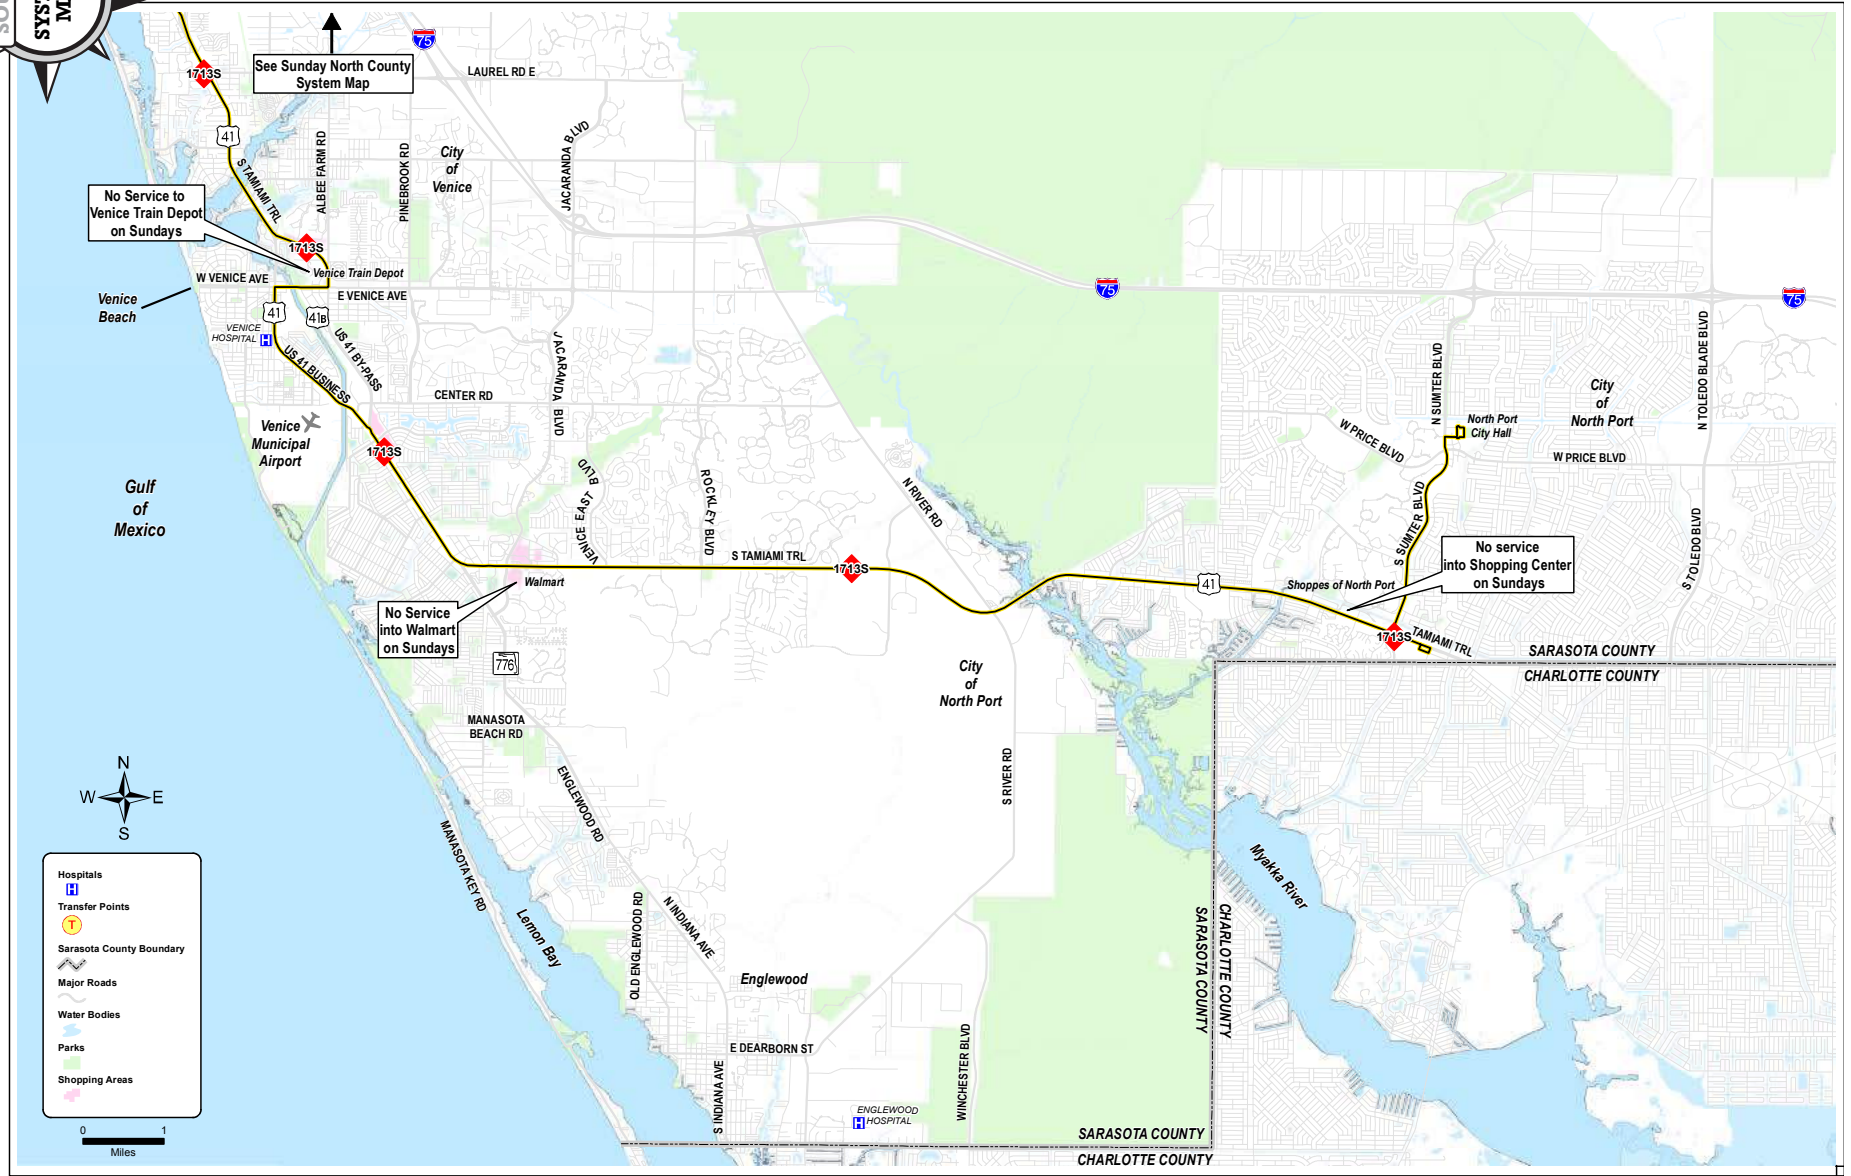 SOU
SYST
M
See Sunday North County
System Map
75
LAUREL RD E
1713S
41
S TAMIAMI TRL
ALBEE FARM RD
PINEBROOK RD
City
of
Venice
JACARANDA BLVD
No Service to
Venice Train Depot
on Sundays
1713S
Venice Train Depot
W VENICE AVE
E VENICE AVE
Venice
Beach
41
41B
VENICE
HOSPITAL H
US 41 BY-PASS
US 41 BUSINESS
75
75
CENTER RD
JACARANDA BLVD
Venice
Municipal
Airport
1713S
VENICE EAST BLVD
ROCKLEY BLVD
N RIVER RD
N SUMTER BLVD
N TOLEDO BLADE BLVD
City
of
North Port
North Port
City Hall
W PRICE BLVD
W PRICE BLVD
S SUMTER BLVD
S TOLEDO BLVD
Gulf
of
Mexico
S TAMIAMI TRL
1713S
41
Shoppes of North Port
No service
into Shopping Center
on Sundays
Walmart
No Service
into Walmart
on Sundays
1713S
TAMIAMI TRL
SARASOTA COUNTY
CHARLOTTE COUNTY
776
City
of
North Port
MANASOTA
BEACH RD
ENGLEWOOD RD
S RIVER RD
N
W E
S
MANASOTA KEY RD
Lemon Bay
Myakka River
OLD ENGLEWOOD RD
N INDIANA AVE
Englewood
SARASOTA COUNTY
CHARLOTTE COUNTY
E DEARBORN ST
S INDIANA AVE
WINCHESTER BLVD
ENGLEWOOD
H HOSPITAL
SARASOTA COUNTY
CHARLOTTE COUNTY
Hospitals
H
Transfer Points
T
Sarasota County Boundary
Major Roads
Water Bodies
Parks
Shopping Areas
0 1
Miles